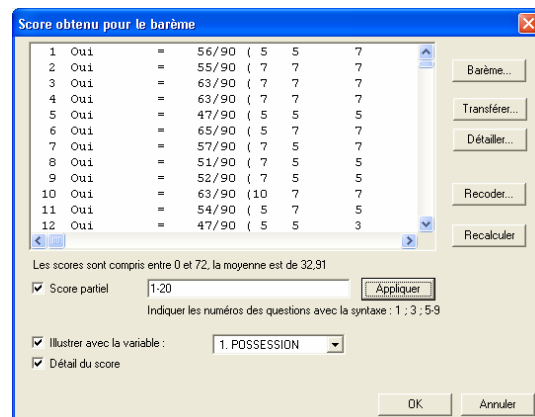 Score obtenu pour le barème
1 Oui = 56/90 ( 5 5 7
2 Oui = 55/90 ( 7 7 7
3 Oui = 63/90 ( 7 7 7
4 Oui = 63/90 ( 7 7 7
5 Oui = 47/90 ( 5 5 5
6 Oui = 65/90 ( 7 5 7
7 Oui = 57/90 ( 7 5 7
8 Oui = 51/90 ( 7 5 5
9 Oui = 52/90 ( 7 5 5
10 Oui = 63/90 (10 7 7
11 Oui = 54/90 ( 5 7 5
12 Oui = 47/90 ( 5 5 3
Barème...
Transférer...
Détailler...
Recoder...
Recalculer
Les scores sont compris entre 0 et 72, la moyenne est de 32,91
Score partiel 1-20 Appliquer
Indiquer les numéros des questions avec la syntaxe : 1 ; 3 ; 5-9
Illustrer avec la variable : 1. POSSESSION
Détail du score
OK Annuler